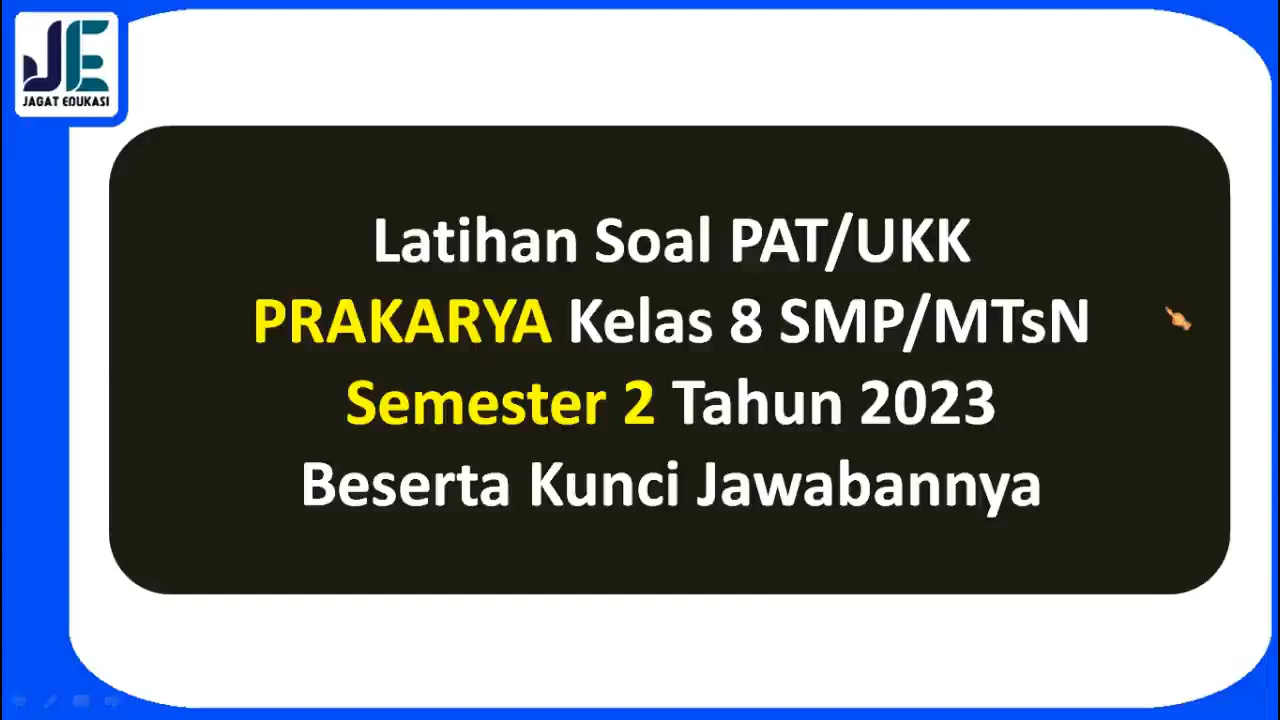 JE
JAGAT EDUKASI
Latihan Soal PAT/UKK
PRAKARYA Kelas 8 SMP/MTsN
Semester 2 Tahun 2023
Beserta Kunci Jawabannya